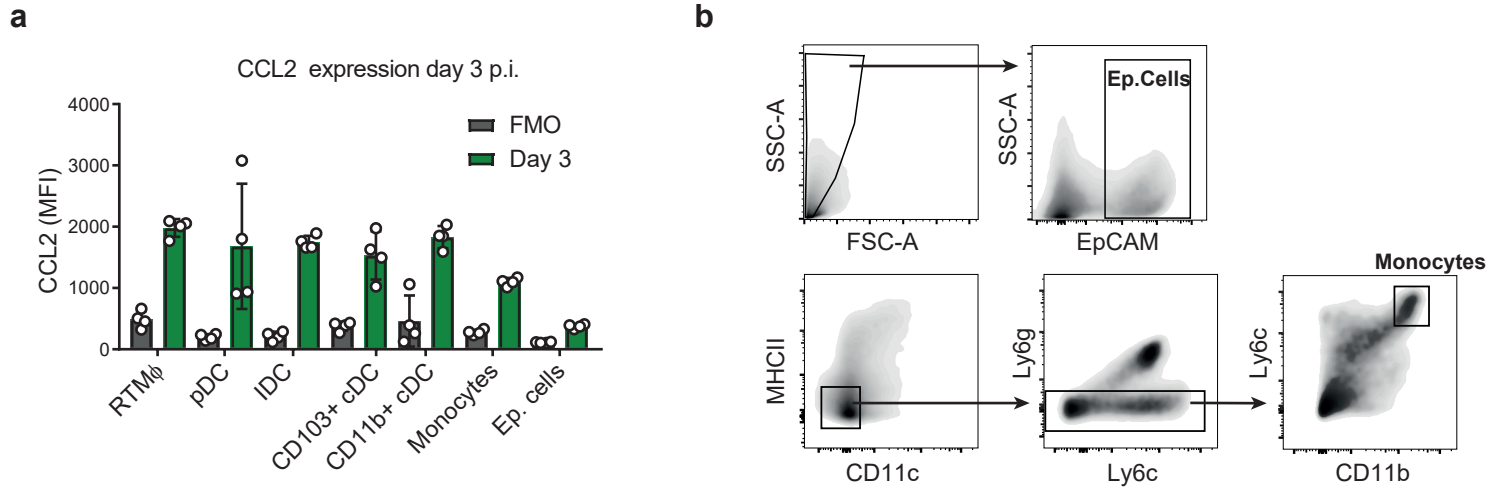 a
CCL2 expression day 3 p.i.
CCL2 (MFI)
4000
3000
2000
1000
0
FMO
Day 3
RTMϕ
pDC
IDC
CD103+ cDC
CD11b+ cDC
Monocytes
Ep. cells
b
SSC-A
FSC-A
SSC-A
Ep.Cells
EpCAM
MHCII
CD11c
Ly6g
Ly6c
Monocytes
Ly6c
CD11b